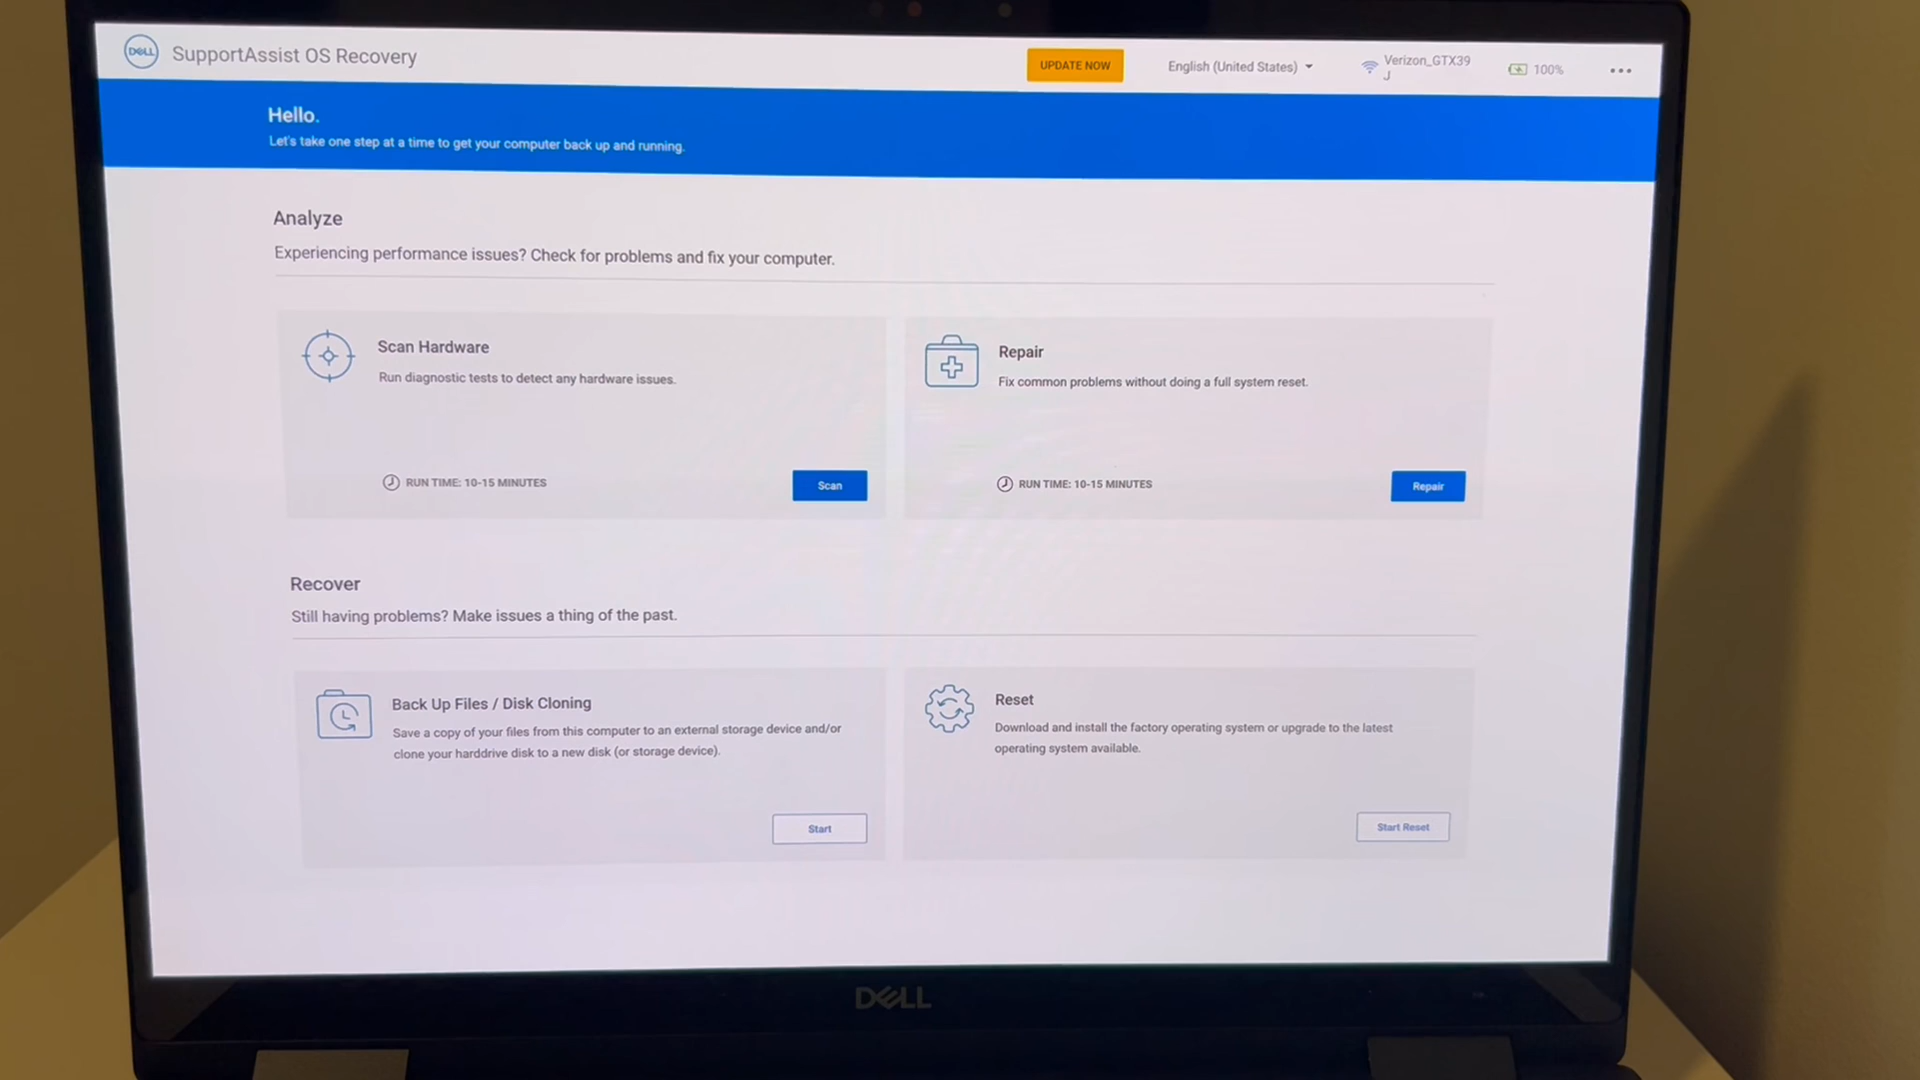 DELL
SupportAssist OS Recovery
UPDATE NOW
English (United States)
Verizon_GTX39
J
100%
Hello.
Let's take one step at a time to get your computer back up and running.
Analyze
Experiencing performance issues? Check for problems and fix your computer.
Scan Hardware
Run diagnostic tests to detect any hardware issues.
RUN TIME: 10-15 MINUTES
Scan
Repair
Fix common problems without doing a full system reset.
RUN TIME: 10-15 MINUTES
Repair
Recover
Still having problems? Make issues a thing of the past.
Back Up Files / Disk Cloning
Save a copy of your files from this computer to an external storage device and/or
clone your harddrive disk to a new disk (or storage device).
Start
Reset
Download and install the factory operating system or upgrade to the latest
operating system available.
Start Reset
DELL